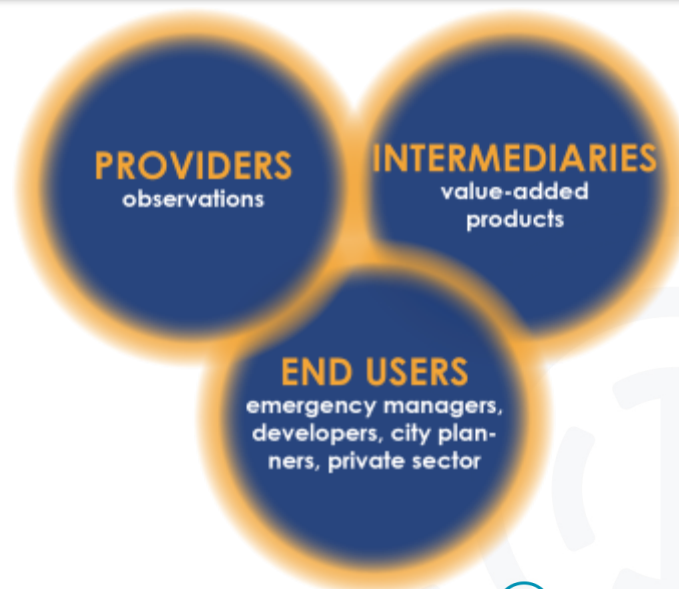 PROVIDERS
observations
INTERMEDIARIES
value-added
products
END USERS
emergency managers,
developers, city plan-
ners, private sector